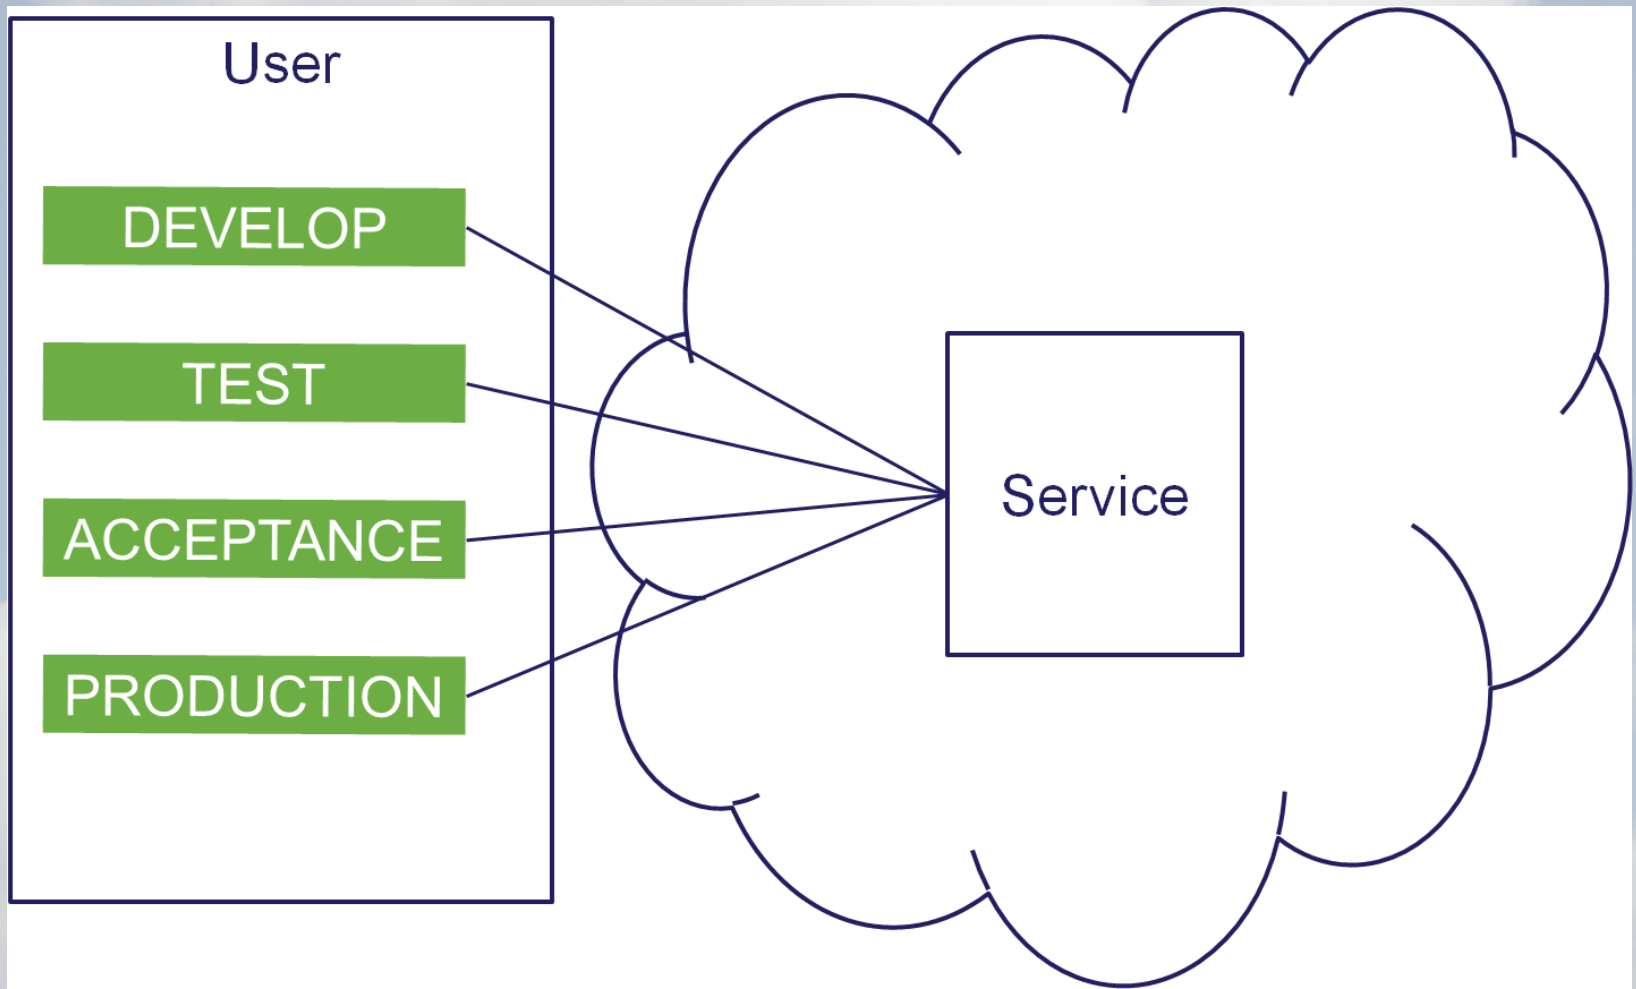 User
DEVELOP
TEST
ACCEPTANCE
PRODUCTION
Service